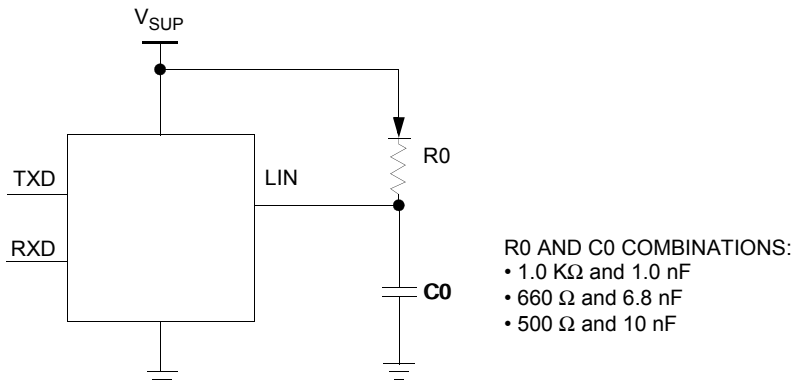 VSUP
TXD
LIN
R0
RXD
C0
R0 AND C0 COMBINATIONS:
• 1.0 KΩ and 1.0 nF
• 660 Ω and 6.8 nF
• 500 Ω and 10 nF